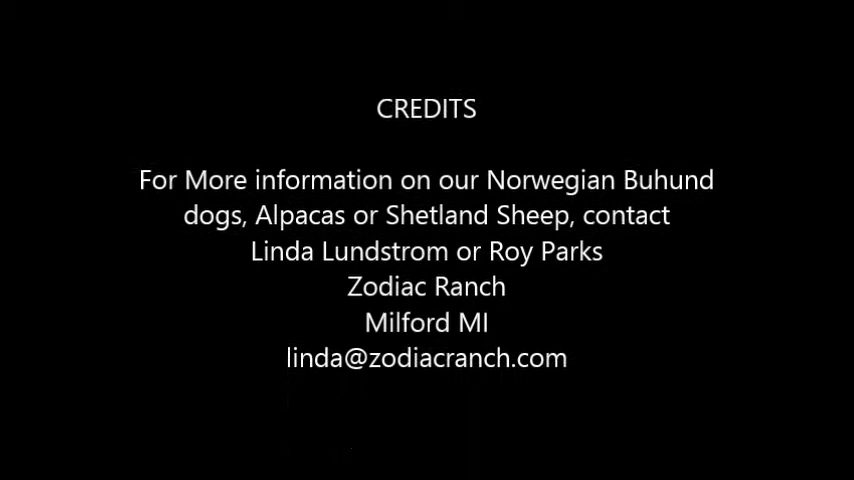 CREDITS
For More information on our Norwegian Buhund
dogs, Alpacas or Shetland Sheep, contact
Linda Lundstrom or Roy Parks
Zodiac Ranch
Milford MI
linda@zodiacranch.com